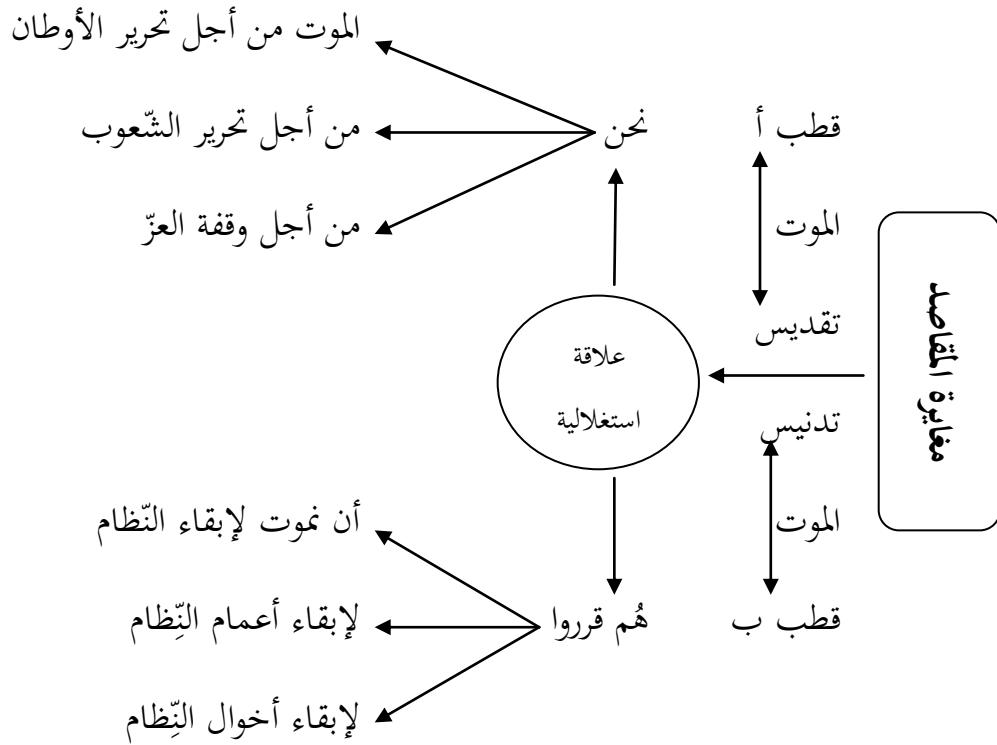 الموت من أجل تحرير الأوطان
قطب أ
نحن
من أجل تحرير الشّعوب
الموت
من أجل وقفة العزّ
تقديس
مغايرة المقاصد
علاقة
استغلالية
تدنيس
الموت
أن نموت لإبقاء النّظام
قطب ب
هُم قرروا
لإبقاء أعمام النِّظام
لإبقاء أخوال النِّظام